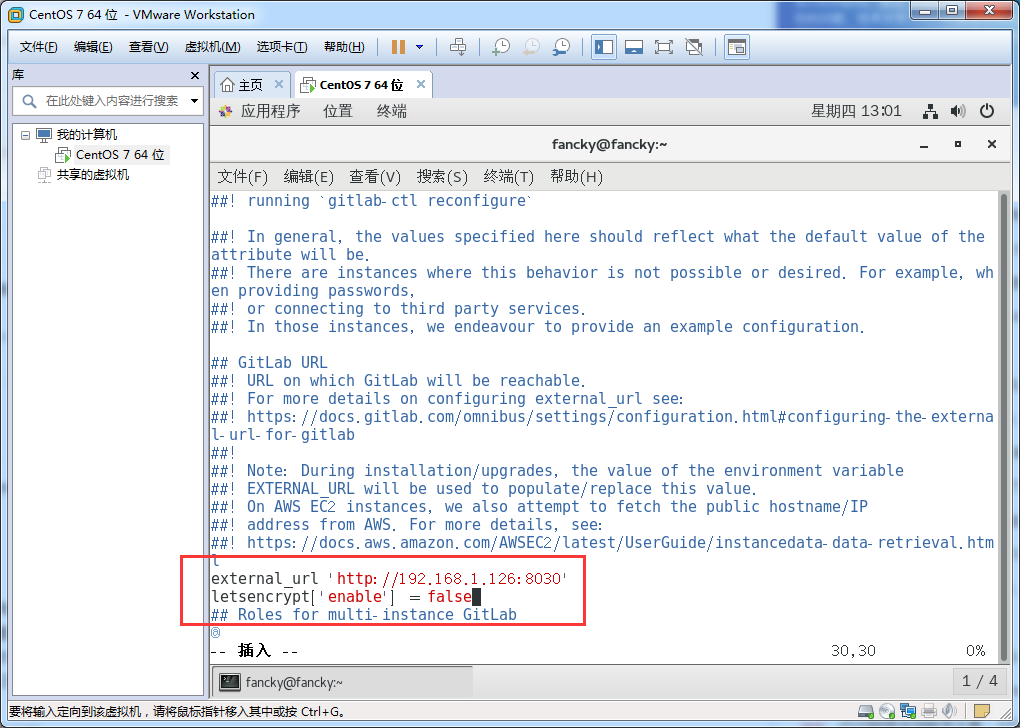 CentOS 7 64 位 - VMware Workstation
文件(F) 编辑(E) 查看(V) 虚拟机(M) 选项卡(T) 帮助(H)
库
在此处键入内容进行搜索
我的计算机
CentOS 7 64 位
共享的虚拟机
主页 CentOS 7 64 位
应用程序 位置 终端 星期四 13:01
fancky@fancky:~
文件(F) 编辑(E) 查看(V) 搜索(S) 终端(T) 帮助(H)
##! running `gitlab-ctl reconfigure`
##! In general, the values specified here should reflect what the default value of the
attribute will be.
##! There are instances where this behavior is not possible or desired. For example, wh
en providing passwords,
##! or connecting to third party services.
##! In those instances, we endeavour to provide an example configuration.
## GitLab URL
##! URL on which GitLab will be reachable.
##! For more details on configuring external_url see:
##! https://docs.gitlab.com/omnibus/settings/configuration.html#configuring-the-externa
l-url-for-gitlab
##!
##! Note: During installation/upgrades, the value of the environment variable
##! EXTERNAL_URL will be used to populate/replace this value.
##! On AWS EC2 instances, we also attempt to fetch the public hostname/IP
##! address from AWS. For more details, see:
##! https://docs.aws.amazon.com/AWSEC2/latest/UserGuide/instancedata-data-retrieval.htm
l
external_url 'http://192.168.1.126:8030'
letsencrypt['enable'] = false
## Roles for multi-instance GitLab
@
-- 插入 -- 30,30 0%
fancky@fancky:~ 1 / 4
要将输入定向到该虚拟机，请将鼠标指针移入其中或按 Ctrl+G。